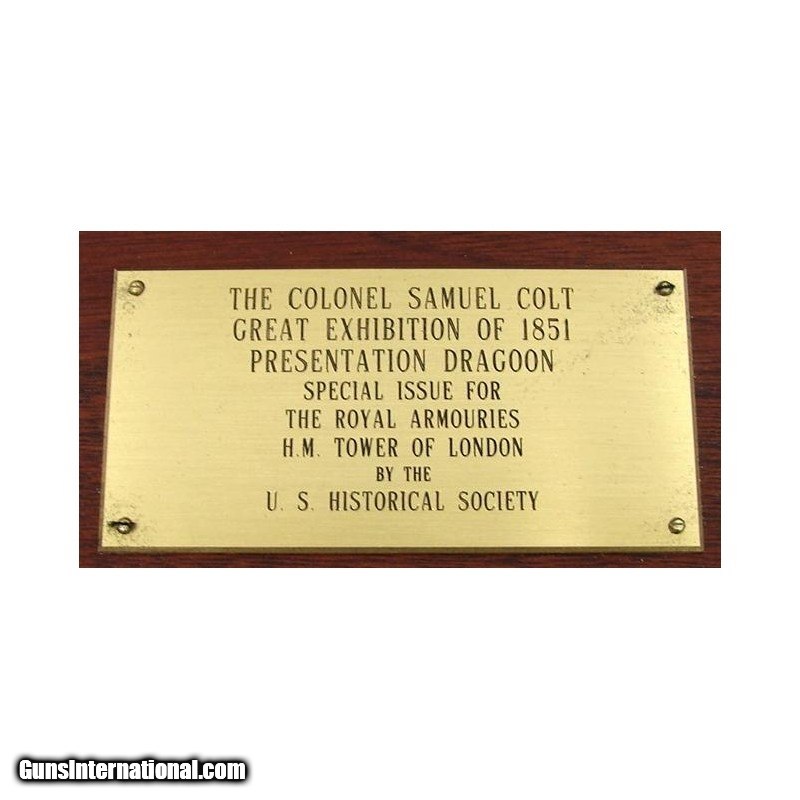 THE COLONEL SAMUEL COLT
GREAT EXHIBITION OF 1851
PRESENTATION DRAGOON
SPECIAL ISSUE FOR
THE ROYAL ARMOURIES
H.M. TOWER OF LONDON
BY THE
U. S. HISTORICAL SOCIETY
GunsInternational.com